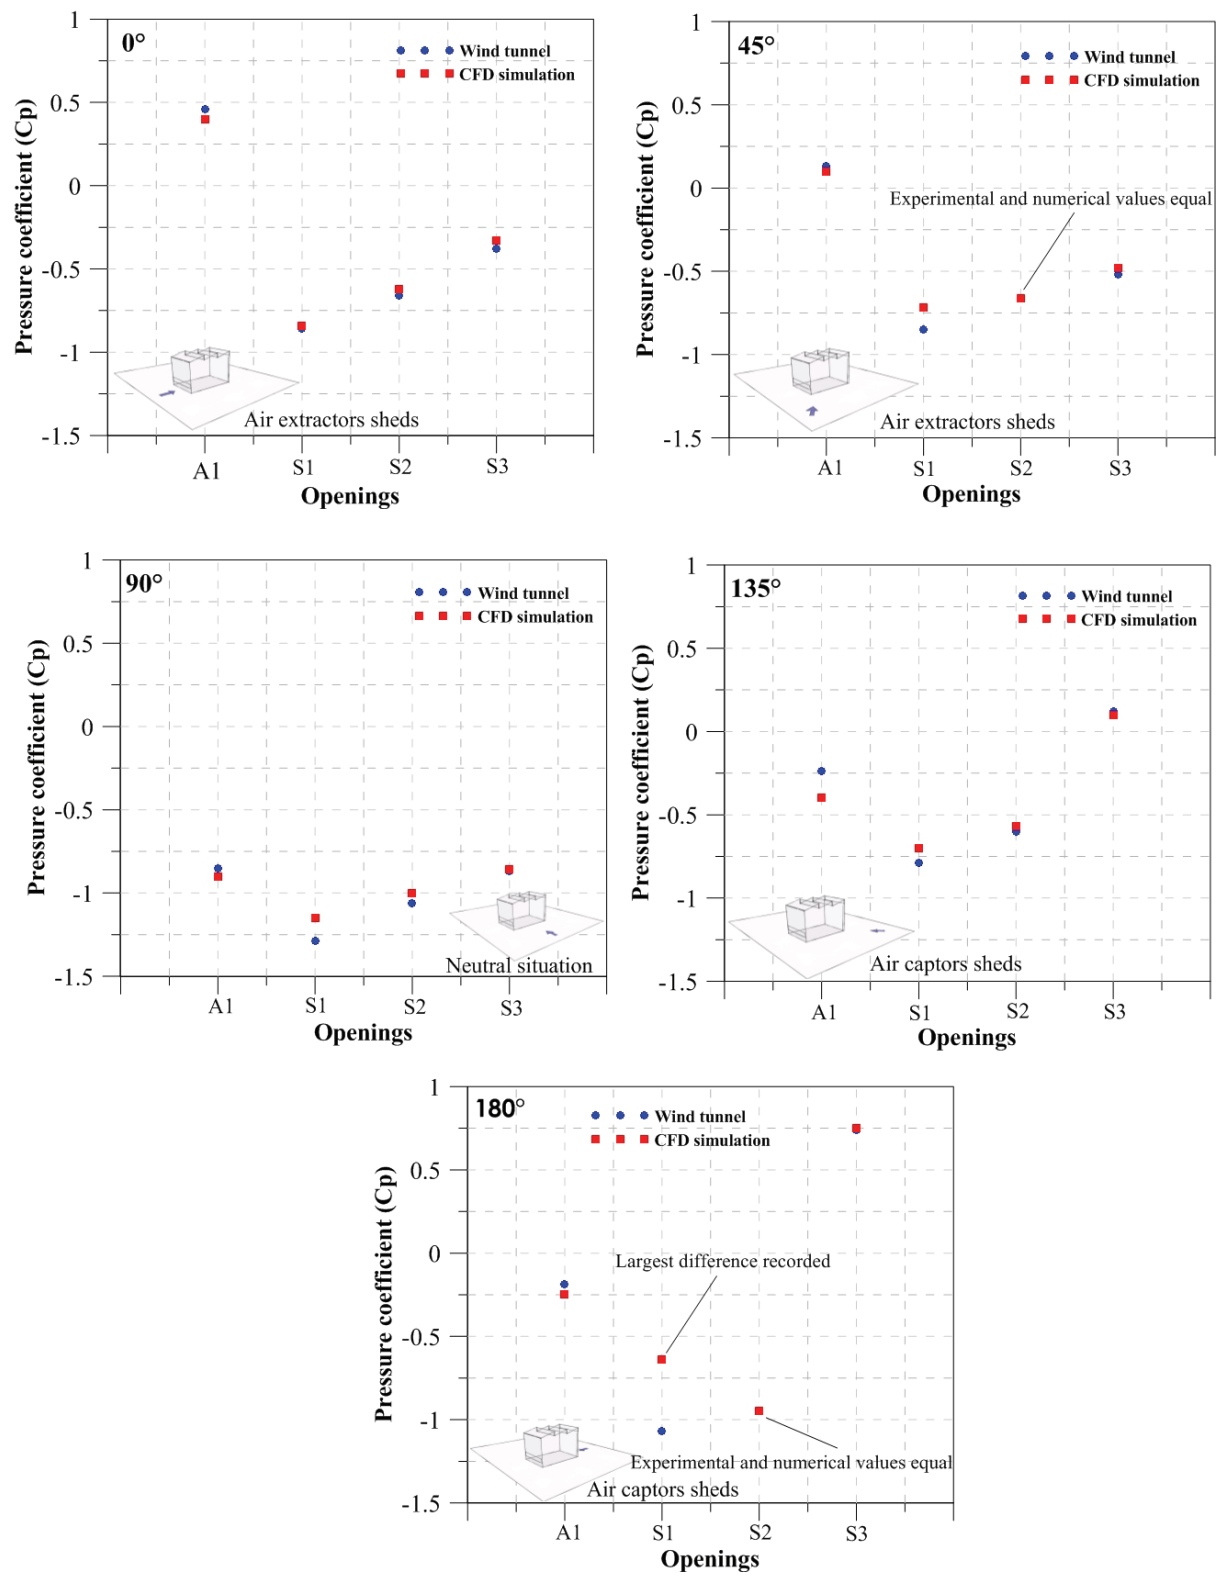 0°
Wind tunnel
CFD simulation
1
0.5
0
-0.5
-1
-1.5
Pressure coefficient (Cp)
Air extractors sheds
A1 S1 S2 S3
Openings
45°
Wind tunnel
CFD simulation
1
0.5
0
-0.5
-1
-1.5
Pressure coefficient (Cp)
Experimental and numerical values equal
Air extractors sheds
A1 S1 S2 S3
Openings
90°
Wind tunnel
CFD simulation
1
0.5
0
-0.5
-1
-1.5
Pressure coefficient (Cp)
Neutral situation
A1 S1 S2 S3
Openings
135°
Wind tunnel
CFD simulation
1
0.5
0
-0.5
-1
-1.5
Pressure coefficient (Cp)
Air captors sheds
A1 S1 S2 S3
Openings
180°
Wind tunnel
CFD simulation
1
0.5
0
-0.5
-1
-1.5
Pressure coefficient (Cp)
Largest difference recorded
Experimental and numerical values equal
Air captors sheds
A1 S1 S2 S3
Openings